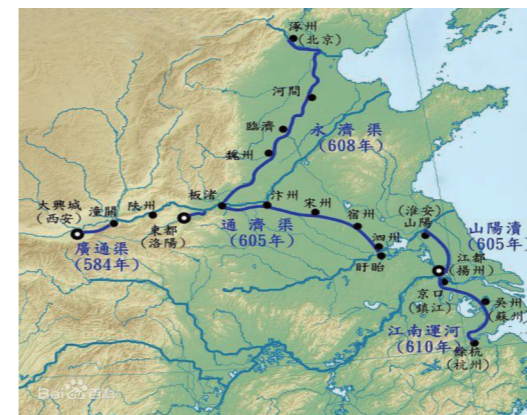 涿州
(北京)
河間
臨濟
永濟渠
(608年)
魏州
大興城
(西安)
潼關
陝州
板渚
汴州
宋州
宿州
(淮安)
山陽
山陽瀆
(605年
東都
(洛陽)
通濟渠
(605年)
泗州
盱眙
廣通渠
(584年)
江都
(揚州)
京口
(鎮江)
吳州
(蘇州)
江南運河
(610年)
餘杭
(杭州)
Baidu百科